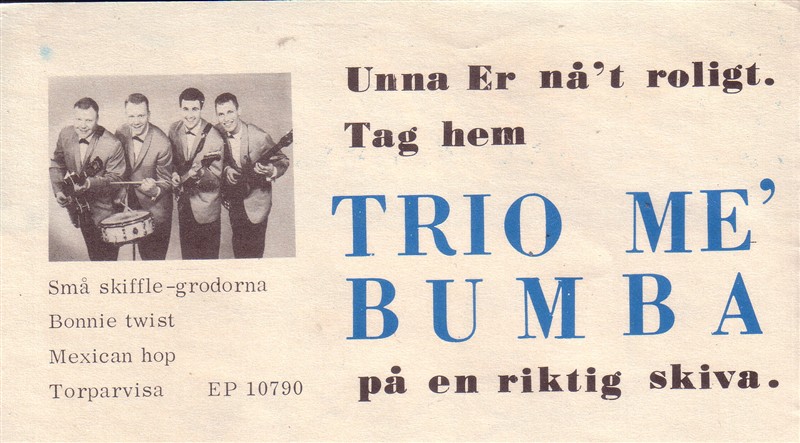 Unna Er nå't roligt.
Tag hem
TRIO ME'
BUMBA
på en riktig skiva.
Små skiffle-grodorna
Bonnie twist
Mexican hop
Torparvisa EP 10790